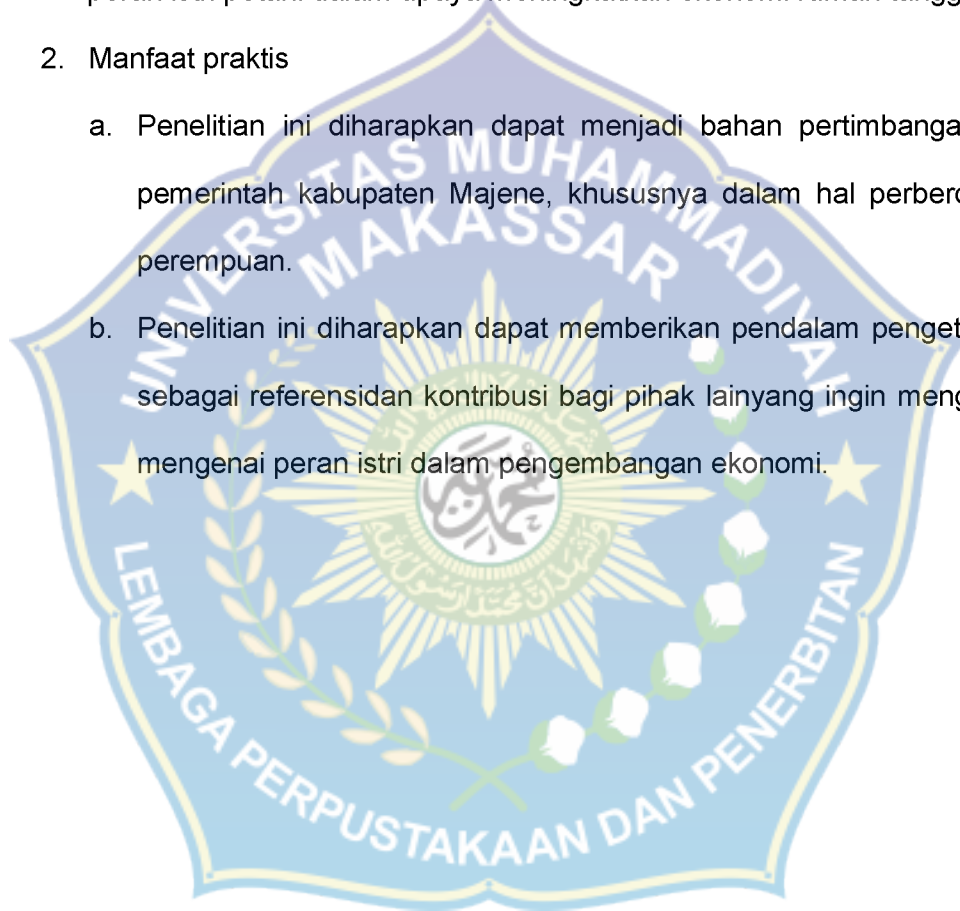 2. Manfaat praktis
a. Penelitian ini diharapkan dapat menjadi bahan pertimbanga
pemerintah kabupaten Majene, khususnya dalam hal perberd
perempuan.
b. Penelitian ini diharapkan dapat memberikan pendalam penget
sebagai referensidan kontribusi bagi pihak lainyang ingin meng
mengenai peran istri dalam pengembangan ekonomi.
UNIVERSITAS MUHAMMADIYAH
MAKASSAR
LEMBAGA PERPUSTAKAAN DAN PENERBITAN